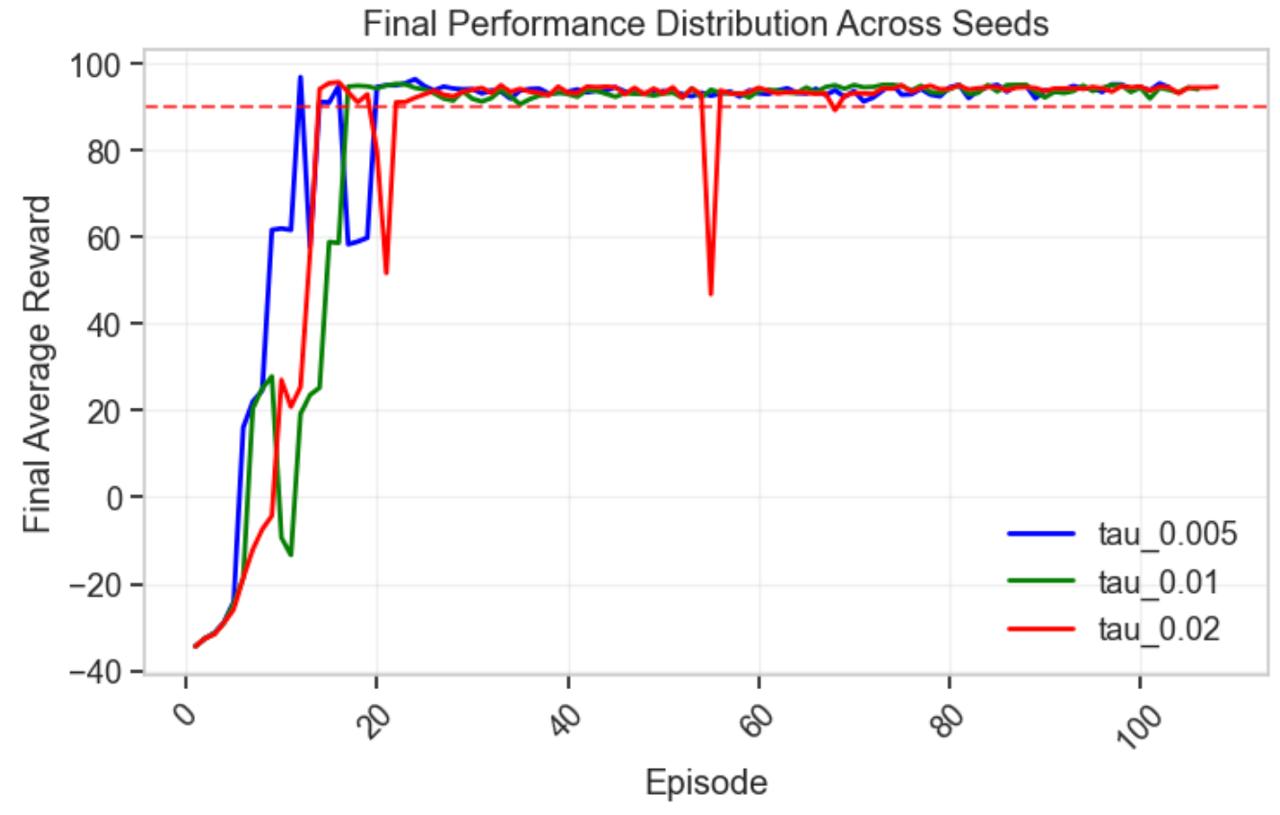 Final Performance Distribution Across Seeds
Final Average Reward
100
80
60
40
20
0
−20
−40
tau_0.005
tau_0.01
tau_0.02
0
20
40
60
80
100
Episode